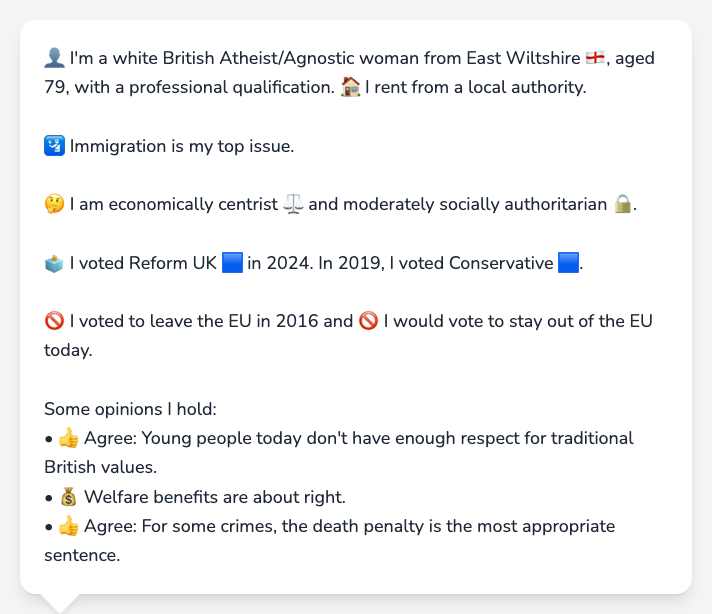 👤 I'm a white British Atheist/Agnostic woman from East Wiltshire 🏴󠁧󠁢󠁥󠁮󠁧󠁿, aged
79, with a professional qualification. 🏠 I rent from a local authority.
🛂 Immigration is my top issue.
🤔 I am economically centrist ⚖️ and moderately socially authoritarian 🔒.
🗳️ I voted Reform UK 🟦 in 2024. In 2019, I voted Conservative 🟦.
🚫 I voted to leave the EU in 2016 and 🚫 I would vote to stay out of the EU
today.
Some opinions I hold:
• 👍 Agree: Young people today don't have enough respect for traditional
British values.
• 💰 Welfare benefits are about right.
• 👍 Agree: For some crimes, the death penalty is the most appropriate
sentence.